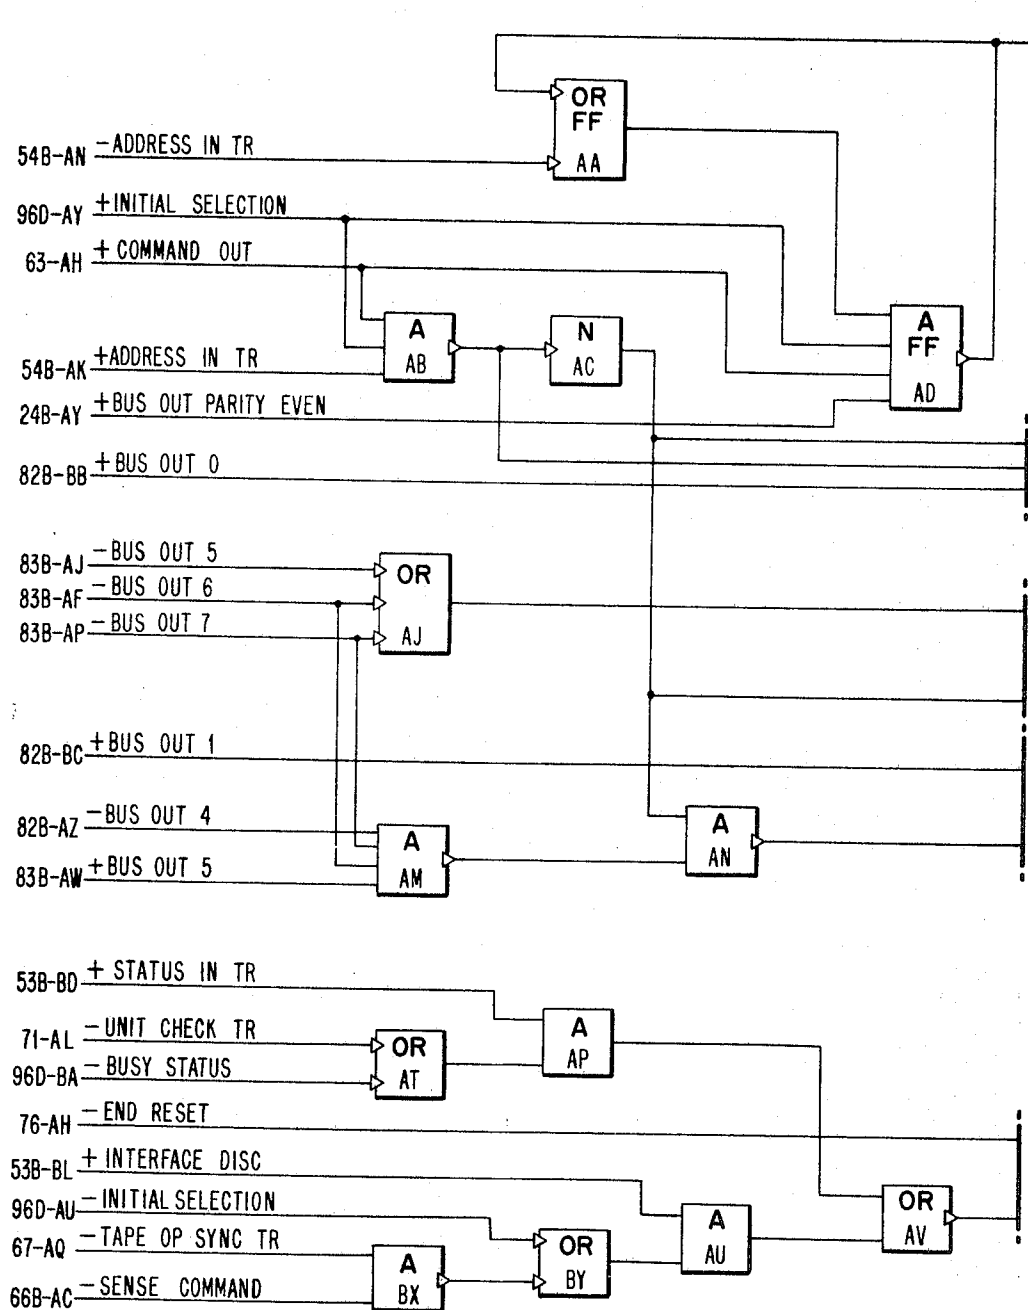 OR
FF
AA
54B-AN -ADDRESS IN TR
96D-AY +INITIAL SELECTION
63-AH + COMMAND OUT
A
AB
N
AC
A
FF
AD
54B-AK +ADDRESS IN TR
24B-AY +BUS OUT PARITY EVEN
82B-BB +BUS OUT 0
83B-AJ -BUS OUT 5
83B-AF -BUS OUT 6
83B-AP -BUS OUT 7
OR
AJ
82B-BC +BUS OUT 1
82B-AZ -BUS OUT 4
83B-AW +BUS OUT 5
A
AM
A
AN
53B-BD + STATUS IN TR
71-AL -UNIT CHECK TR
96D-BA -BUSY STATUS
OR
AT
A
AP
76-AH -END RESET
53B-BL + INTERFACE DISC
96D-AU -INITIAL SELECTION
67-AQ -TAPE OP SYNC TR
66B-AC -SENSE COMMAND
A
BX
OR
BY
A
AU
OR
AV